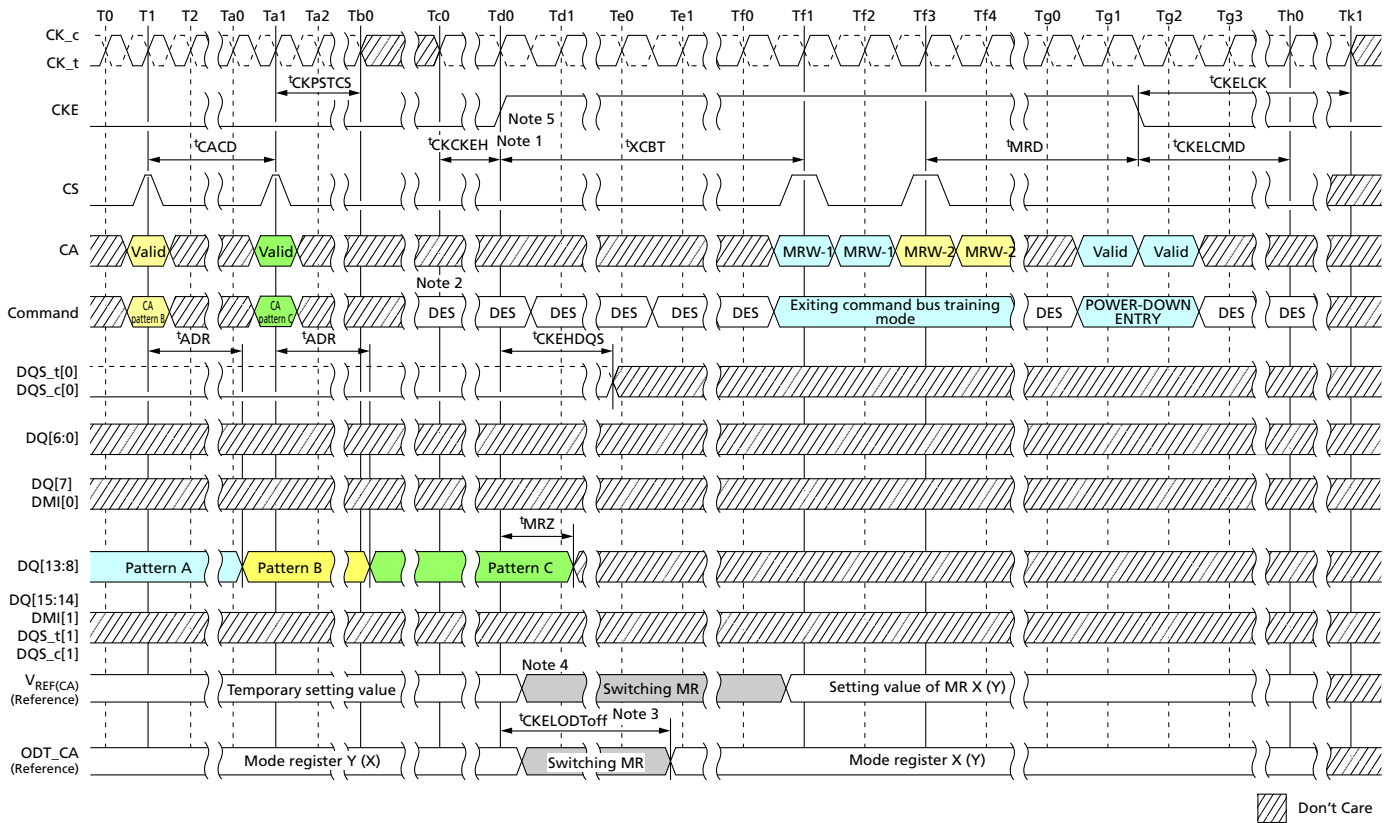 T0 T1 T2 Ta0 Ta1 Ta2 Tb0 Tc0 Td0 Td1 Te0 Te1 Tf0 Tf1 Tf2 Tf3 Tf4 Tg0 Tg1 Tg2 Tg3 Th0 Tk1
CK_c
CK_t
tCKPSTCS tCKELCK
CKE
Note 5
tCACD tCKCKEH Note 1 tXCBT tMRD tCKELCMD
CS
CA Valid Valid MRW-1 MRW-1 MRW-2 MRW-2 Valid Valid
Note 2
Command CA pattern B CA pattern C DES DES DES DES DES DES Exiting command bus training mode DES POWER-DOWN ENTRY DES DES
tADR tADR tCKEHDQS
DQS_t[0]
DQS_c[0]
DQ[6:0]
DQ[7]
DMI[0]
tMRZ
DQ[13:8] Pattern A Pattern B Pattern C
DQ[15:14]
DMI[1]
DQS_t[1]
DQS_c[1]
Note 4
VREF(CA) Temporary setting value Switching MR Setting value of MR X (Y)
(Reference)
tCKELODToff Note 3
ODT_CA Mode register Y (X) Switching MR Mode register X (Y)
(Reference)
Don't Care